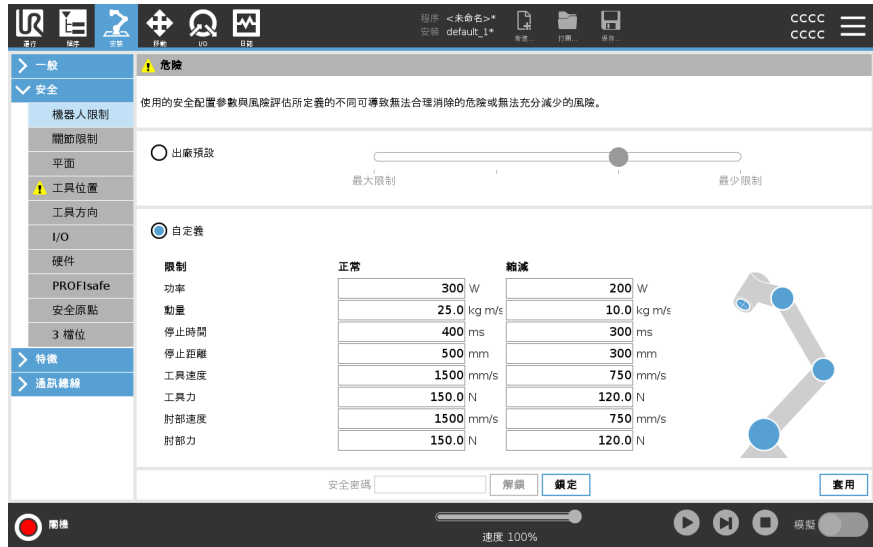 UR
運行
程序
安裝
移動
I/O
日誌
程序 <未命名>*
安裝 default_1*
新建...
打開...
保存...
cccc
cccc
一般
安全
機器人限制
關節限制
平面
工具位置
工具方向
I/O
硬件
PROFIsafe
安全原點
3 檔位
特徵
通訊總線
危險
使用的安全配置參數與風險評估所定義的不同可導致無法合理消除的危險或無法充分減少的風險。
出廠預設
最大限制 最少限制
自定義
限制 正常 縮減
功率 300 W 200 W
動量 25.0 kg m/s 10.0 kg m/s
停止時間 400 ms 300 ms
停止距離 500 mm 300 mm
工具速度 1500 mm/s 750 mm/s
工具力 150.0 N 120.0 N
肘部速度 1500 mm/s 750 mm/s
肘部力 150.0 N 120.0 N
安全密碼 解鎖 鎖定 套用
關機
速度 100%
模擬